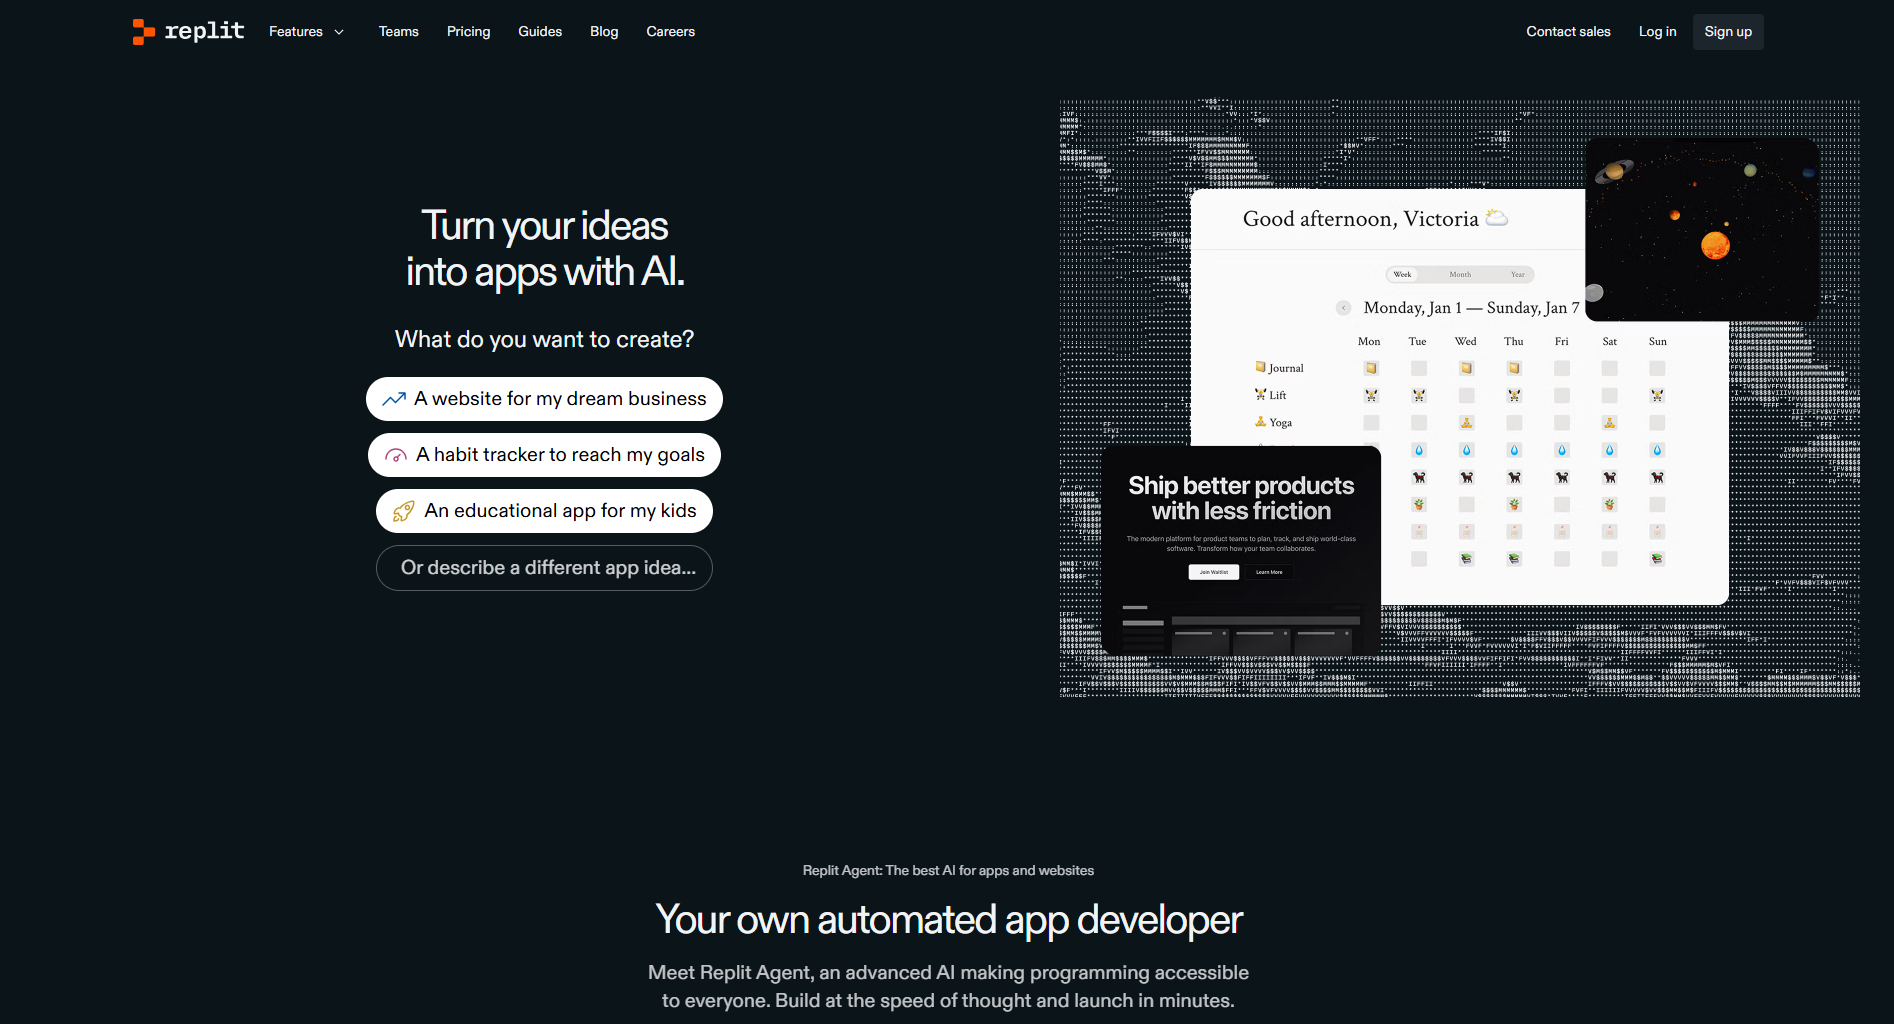 replit
Features
Teams
Pricing
Guides
Blog
Careers
Contact sales
Log in
Sign up
Turn your ideas
into apps with AI.
What do you want to create?
A website for my dream business
A habit tracker to reach my goals
An educational app for my kids
Or describe a different app idea...
Good afternoon, Victoria
Week
Month
Year
Monday, Jan 1 — Sunday, Jan 7
Mon
Tue
Wed
Thu
Fri
Sat
Sun
Journal
Lift
Yoga
Ship better products
with less friction
The modern platform for product teams to plan, track, and ship world-class
software. Transform how your team collaborates.
Join Waitlist
Learn More
Replit Agent: The best AI for apps and websites
Your own automated app developer
Meet Replit Agent, an advanced AI making programming accessible
to everyone. Build at the speed of thought and launch in minutes.